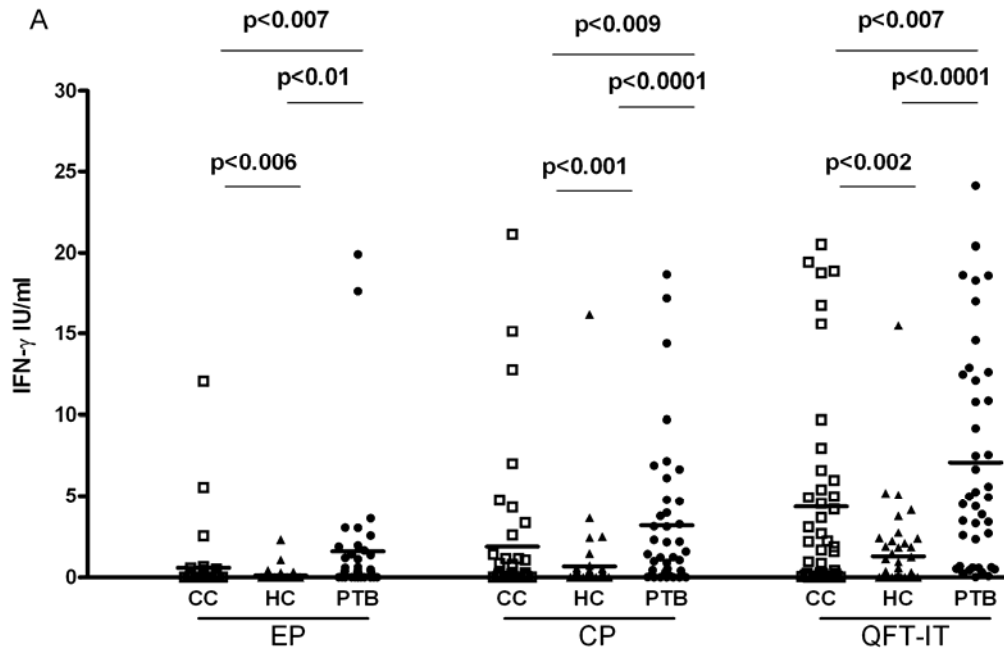 A
p<0.007 p<0.009 p<0.007
p<0.01 p<0.0001 p<0.0001
p<0.006 p<0.001 p<0.002
IFN-γ IU/ml
30
25
20
15
10
5
0
CC HC PTB CC HC PTB CC HC PTB
EP CP QFT-IT